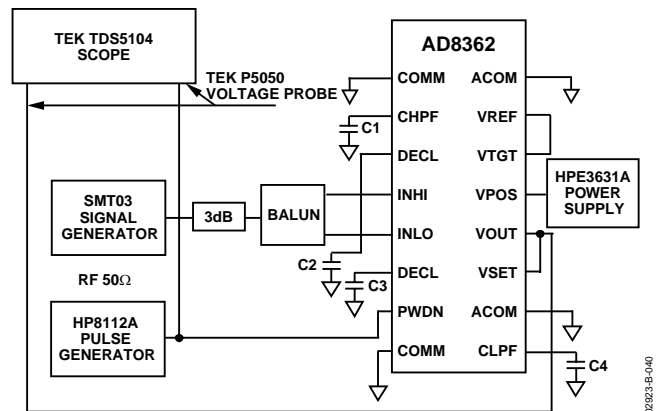 TEK TDS5104
SCOPE
TEK P5050
VOLTAGE PROBE
AD8362
COMM
ACOM
CHPF
C1
VREF
DECL
VTGT
SMT03
SIGNAL
GENERATOR
3dB
BALUN
INHI
VPOS
HPE3631A
POWER
SUPPLY
INLO
VOUT
C2
RF 50Ω
DECL
C3
VSET
HP8112A
PULSE
GENERATOR
PWDN
ACOM
COMM
CLPF
C4
02923-B-040